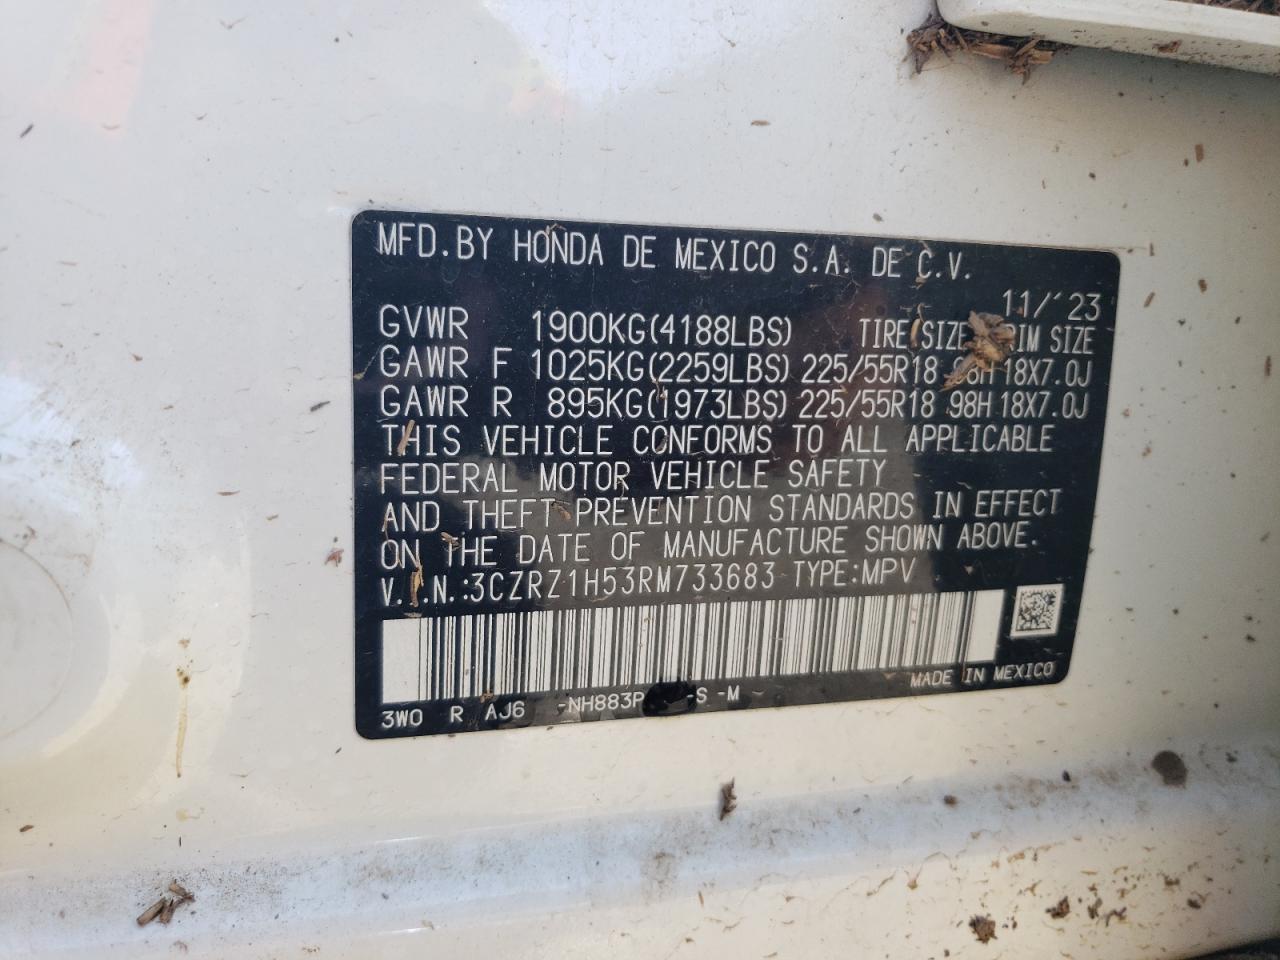 MFD.BY HONDA DE MEXICO S.A. DE C.V.
11/'23
GVWR 1900KG(4188LBS) TIRE SIZE SIZE
GAWR F 1025KG(2259LBS) 225/55R18 18X7.0J
GAWR R 895KG(1973LBS) 225/55R18 98H 18X7.0J
THIS VEHICLE CONFORMS TO ALL APPLICABLE
FEDERAL MOTOR VEHICLE SAFETY
AND THEFT PREVENTION STANDARDS IN EFFECT
ON THE DATE OF MANUFACTURE SHOWN ABOVE.
V.I.N.:3CZRZ1H53RM733683 TYPE:MPV
MADE IN MEXICO
3W0 R AJ6 -NH883P -S -M